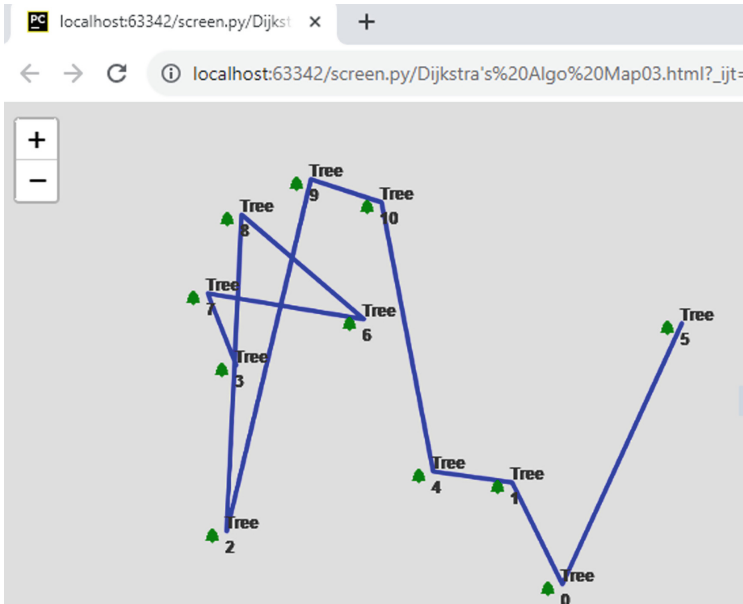 PC localhost:63342/screen.py/Dijkst × +
localhost:63342/screen.py/Dijkstra's%20Algo%20Map03.html?_ijt=
+
−
Tree
9
Tree
10
Tree
8
Tree
7
Tree
6
Tree
5
Tree
3
Tree
4
Tree
1
Tree
2
Tree
0